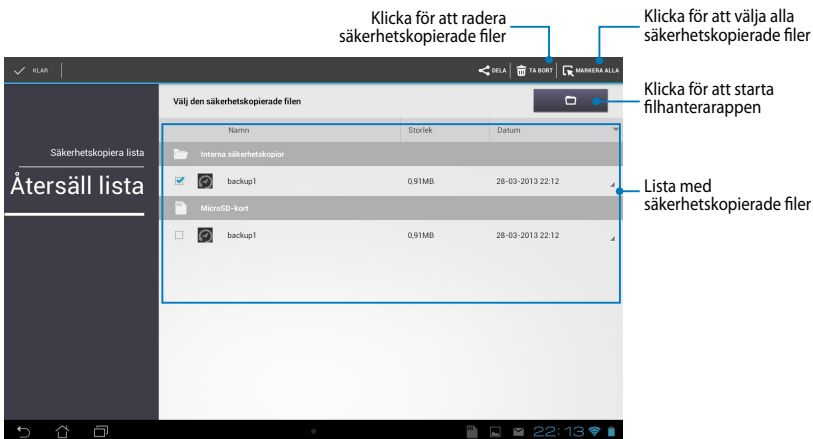 Klicka för att radera
säkerhetskopierade filer
Klicka för att välja alla
säkerhetskopierade filer
KLAR
DELA TA BORT MARKERA ALLA
Välj den säkerhetskopierade filen
Klicka för att starta
filhanterarappen
Namn Storlek Datum
Säkerhetskopiera lista
Interna säkerhetskopior
Återsäll lista
backup1 0,91MB 28-03-2013 22:12
Lista med
säkerhetskopierade filer
MicroSD-kort
backup1 0,91MB 28-03-2013 22:12
22:13